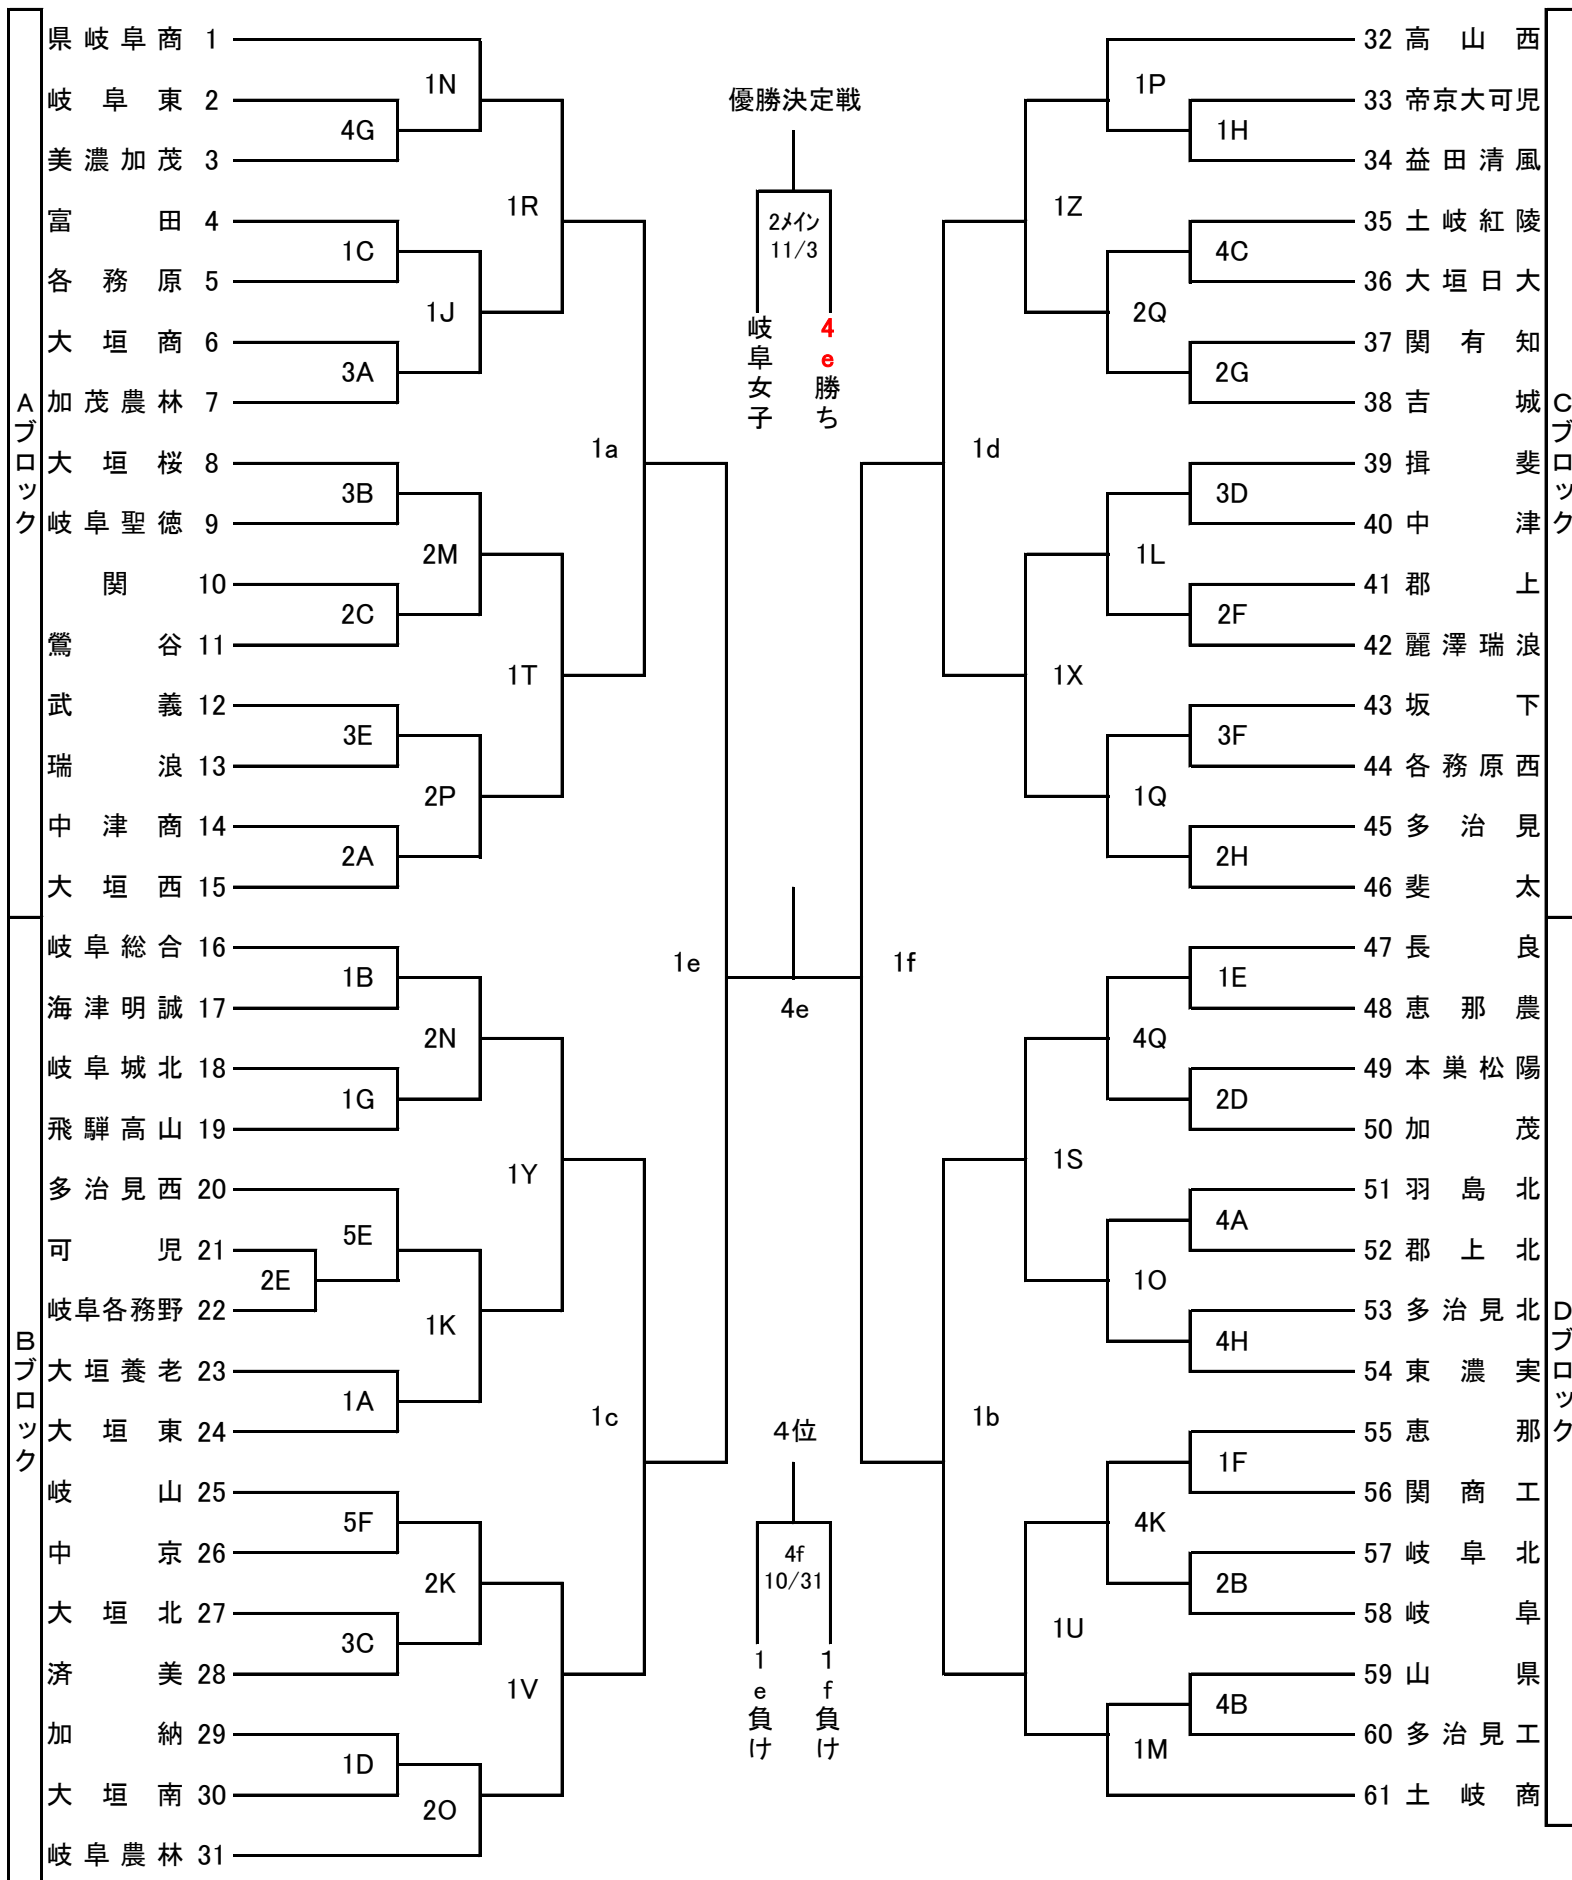 Aブロック
県岐阜商 1
岐阜東 2
美濃加茂 3
富田 4
各務原 5
大垣商 6
加茂農林 7
大垣桜 8
岐阜聖徳 9
関 10
鶯谷 11
武義 12
瑞浪 13
中津商 14
大垣西 15
4G
1C
3A
3B
2C
3E
2A
1N
1J
2M
2P
1R
1T
1a
Bブロック
岐阜総合 16
海津明誠 17
岐阜城北 18
飛騨高山 19
多治見西 20
可児 21
岐阜各務野 22
大垣養老 23
大垣東 24
岐山 25
中京 26
大垣北 27
済美 28
加納 29
大垣南 30
岐阜農林 31
2E
1B
1G
5E
1A
5F
3C
1D
2N
1K
2K
2O
1Y
1V
1c
1e
優勝決定戦
2メイン
11/3
岐阜女子
4e勝ち
4e
4位
4f
10/31
1e負け
1f負け
1f
Cブロック
32 高山西
33 帝京大可児
34 益田清風
35 土岐紅陵
36 大垣日大
37 関有知
38 吉城
39 揖斐
40 中津
41 郡上
42 麗澤瑞浪
43 坂下
44 各務原西
45 多治見
46 斐太
1H
4C
2G
3D
2F
3F
2H
1P
2Q
1L
1Q
1Z
1X
1d
Dブロック
47 長良
48 恵那農
49 本巣松陽
50 加茂
51 羽島北
52 郡上北
53 多治見北
54 東濃実
55 恵那
56 関商工
57 岐阜北
58 岐阜
59 山県
60 多治見工
61 土岐商
1E
2D
4A
4H
1F
2B
4B
4Q
1O
4K
1M
1S
1U
1b